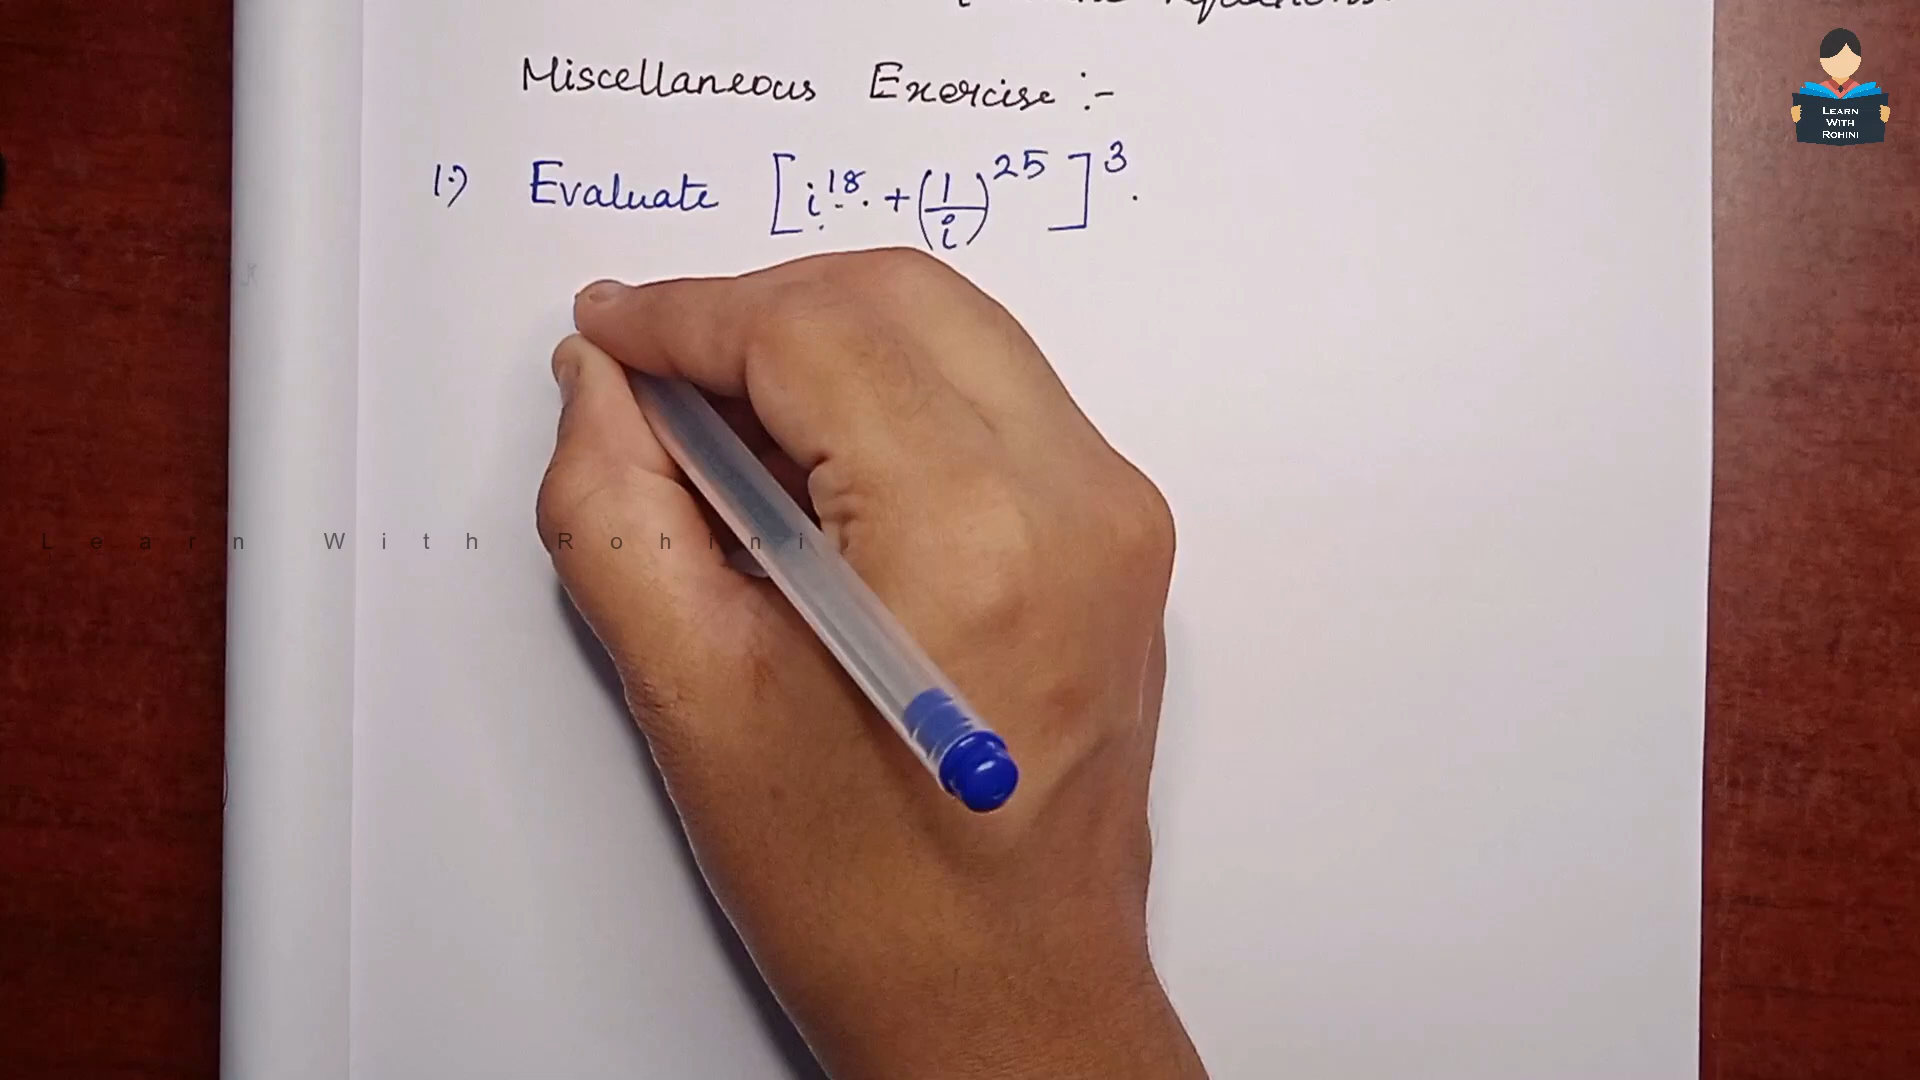 Miscellaneous Exercise :-
1.) Evaluate [i^18 + (1/i)^25]^3.
LEARN
WITH
ROHINI
Learn With Rohini